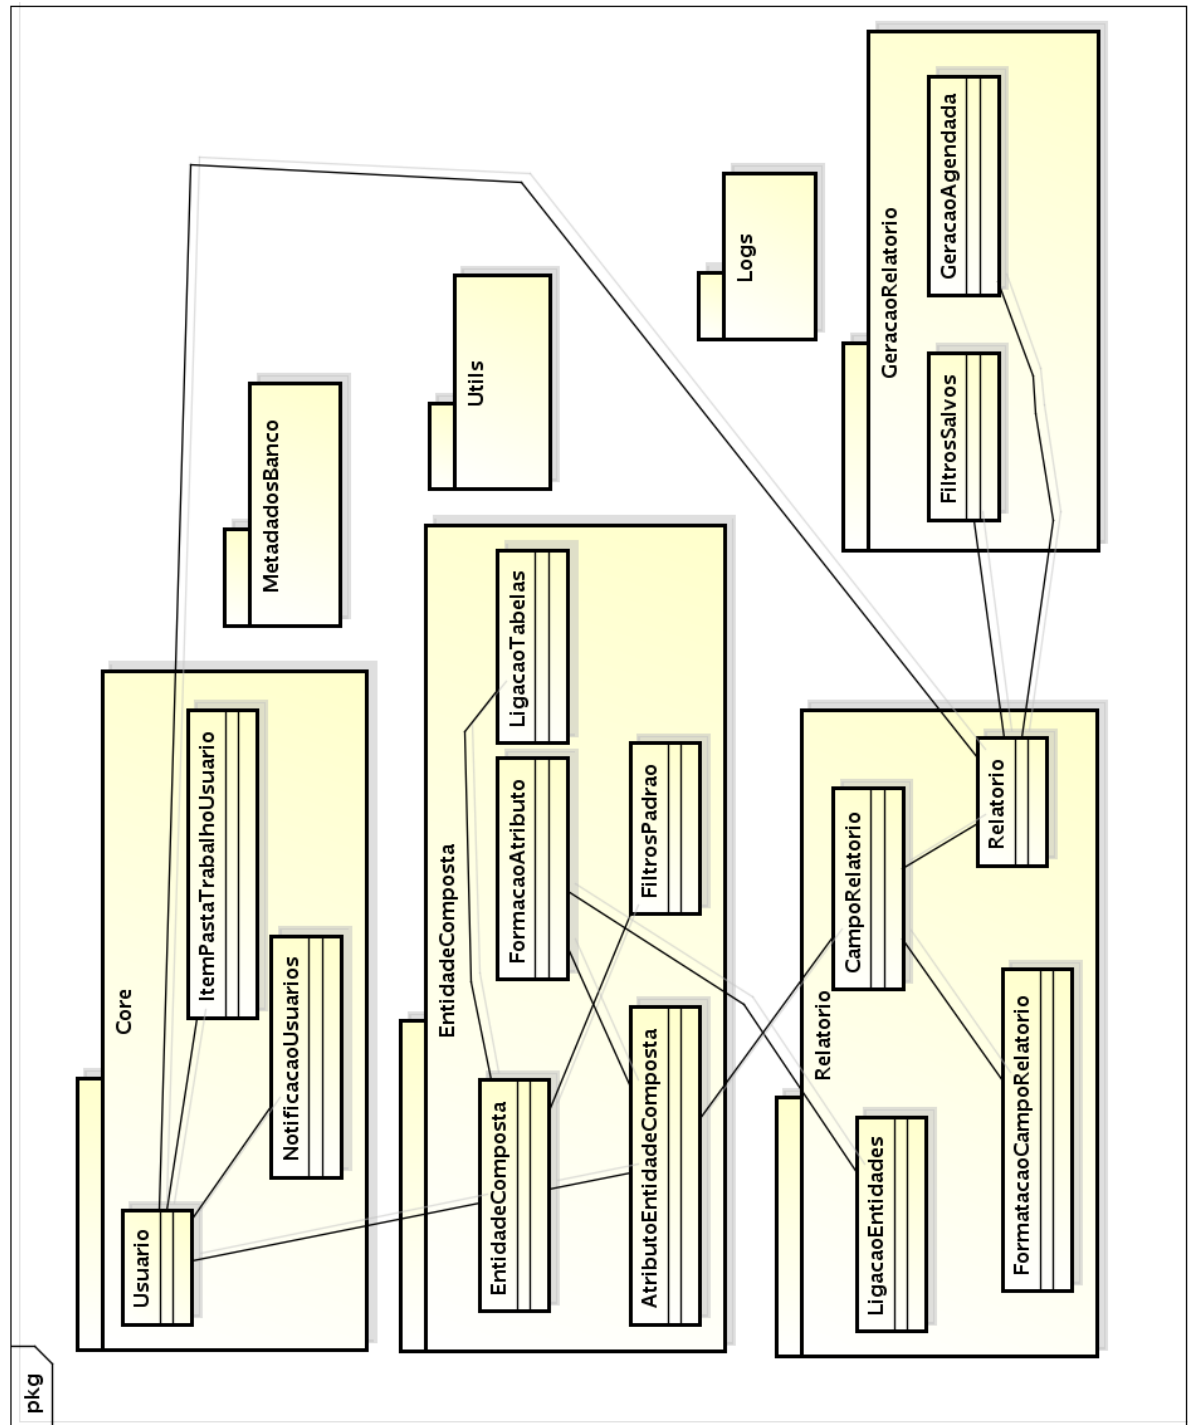 pkg
Core
Usuario
ItemPastaTrabalhoUsuario
NotificacaoUsuarios
MetadadosBanco
EntidadeComposta
EntidadeComposta
FormacaoAtributo
LigacaoTabelas
AtributoEntidadeComposta
FiltrosPadrao
Utils
Logs
Relatorio
LigacaoEntidades
CampoRelatorio
FormatacaoCampoRelatorio
Relatorio
GeracaoRelatorio
FiltrosSalvos
GeracaoAgendada